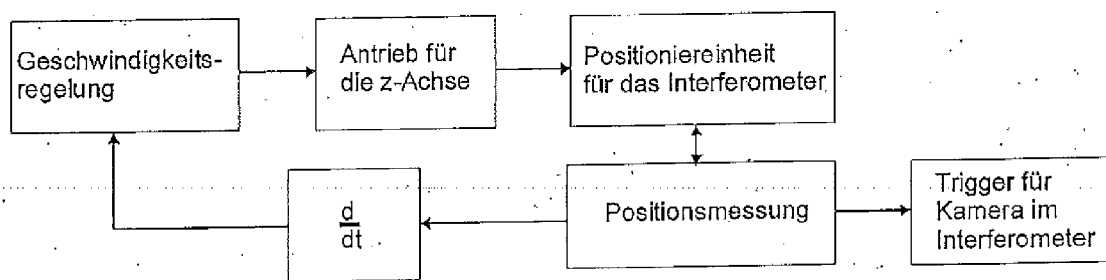 Geschwindigkeits-
regelung
Antrieb für
die z-Achse
Positioniereinheit
für das Interferometer
d
dt
Positionsmessung
Trigger für
Kamera im
Interferometer